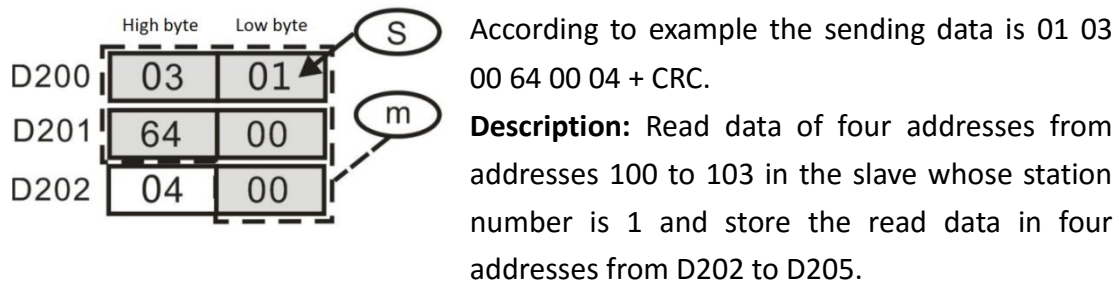 High byte Low byte
S
D200 03 01
m
D201 64 00
D202 04 00
According to example the sending data is 01 03
00 64 00 04 + CRC.
Description: Read data of four addresses from
addresses 100 to 103 in the slave whose station
number is 1 and store the read data in four
addresses from D202 to D205.